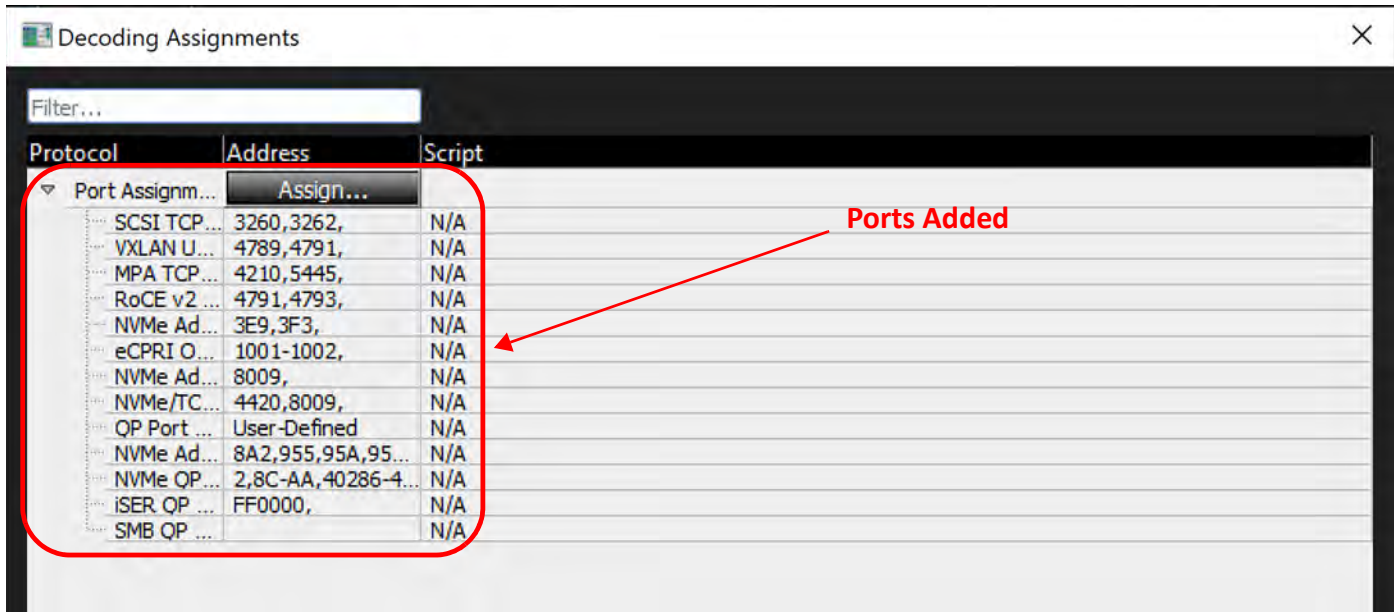 Decoding Assignments
Filter...
Protocol Address Script
Port Assignm... Assign...
SCSI TCP... 3260,3262, N/A
VXLAN U... 4789,4791, N/A
MPA TCP... 4210,5445, N/A
RoCE v2 ... 4791,4793, N/A
NVMe Ad... 3E9,3F3, N/A
eCPRI O... 1001-1002, N/A
NVMe Ad... 8009, N/A
NVMe/TC... 4420,8009, N/A
QP Port ... User-Defined N/A
NVMe Ad... 8A2,955,95A,95... N/A
NVMe QP... 2,8C-AA,40286-4... N/A
iSER QP ... FF0000, N/A
SMB QP ... N/A
Ports Added